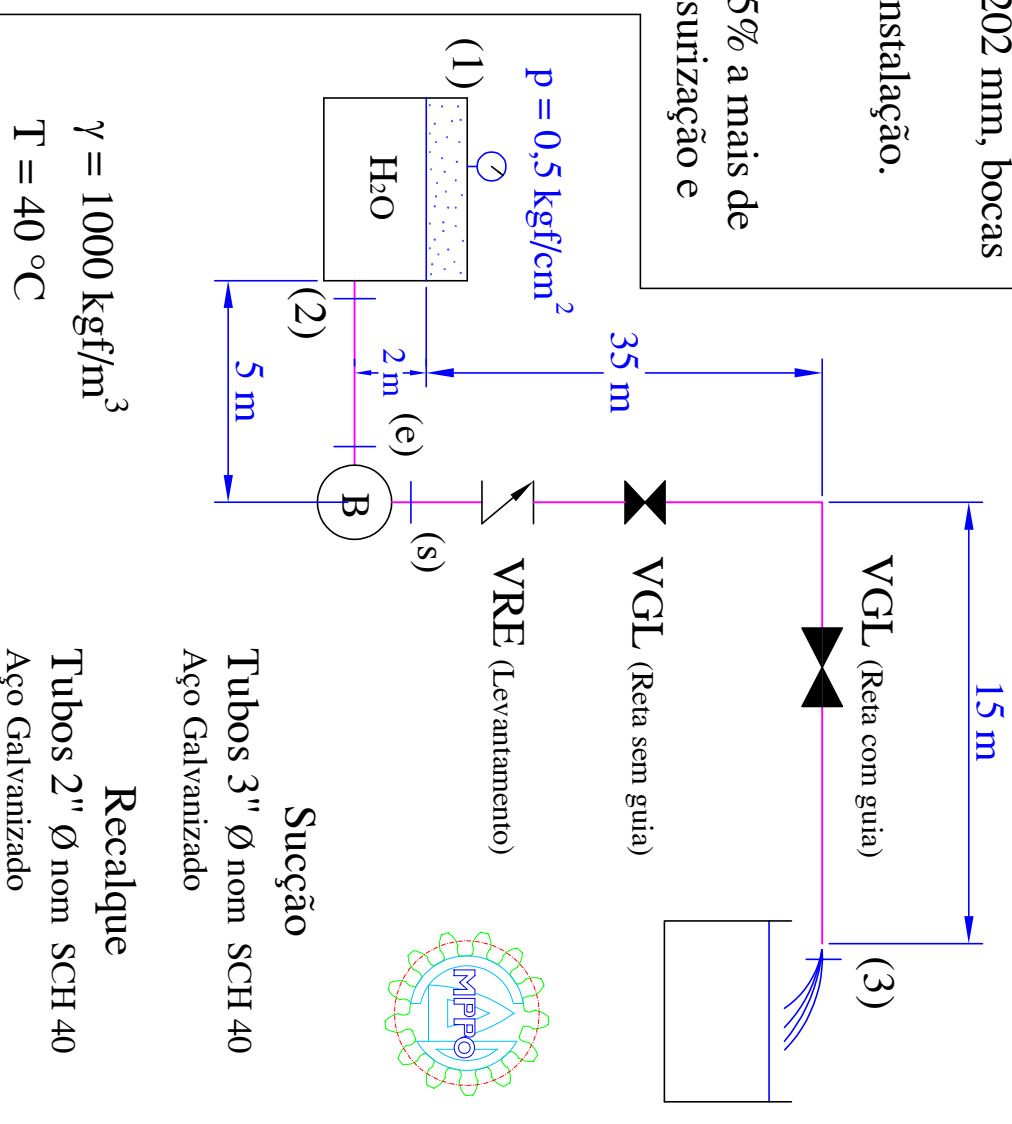 202 mm, bocas
nstalação.
5% a mais de
surização e
15 m
(3)
VGL (Reta com guia)
35 m
VGL (Reta sem guia)
p = 0,5 kgf/cm²
(1)
VRE (Levantamento)
H₂O
2 m
(e)
(s)
B
(2)
5 m
γ = 1000 kgf/m³
T = 40 °C
Sucção
Tubos 3" Ø nom SCH 40
Aço Galvanizado
Recalque
Tubos 2" Ø nom SCH 40
Aço Galvanizado
MPPO